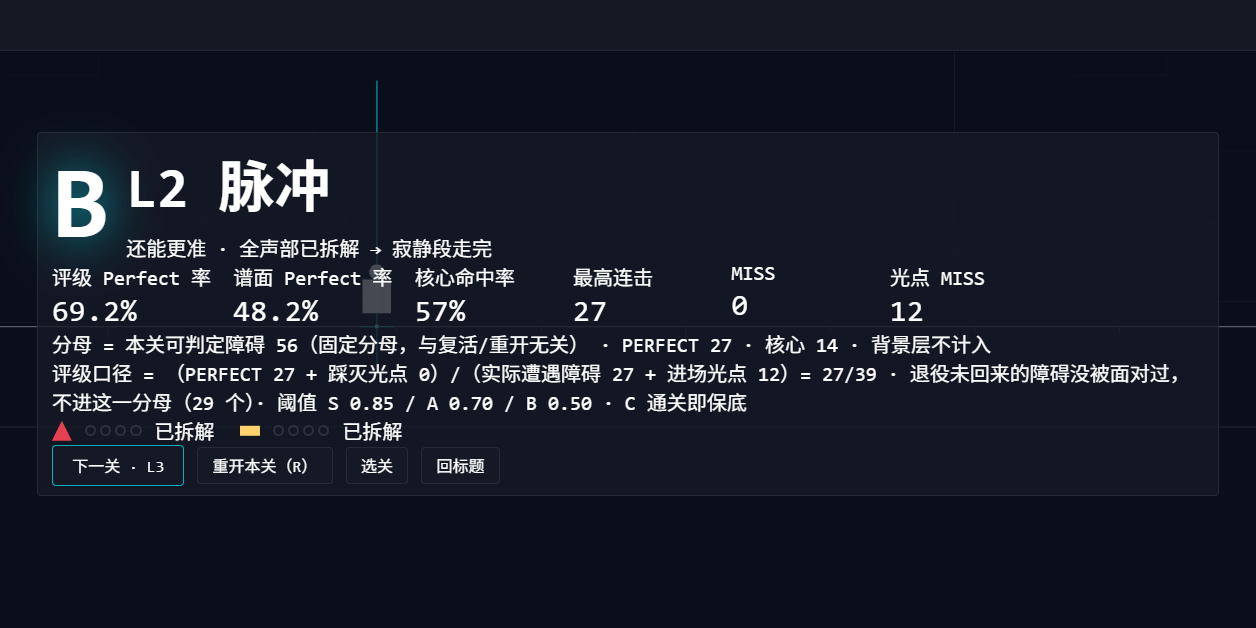 B
L2 脉冲
还能更准 · 全声部已拆解 → 寂静段走完
评级 Perfect 率 谱面 Perfect 率 核心命中率 最高连击 MISS 光点 MISS
69.2% 48.2% 57% 27 0 12
分母 = 本关可判定障碍 56（固定分母，与复活/重开无关） · PERFECT 27 · 核心 14 · 背景层不计入
评级口径 = （PERFECT 27 + 踩灭光点 0）/（实际遭遇障碍 27 + 进场光点 12）= 27/39 · 退役未回来的障碍没被面对过，
不进这一分母（29 个）· 阈值 S 0.85 / A 0.70 / B 0.50 · C 通关即保底
已拆解 已拆解
下一关 · L3 重开本关（R） 选关 回标题